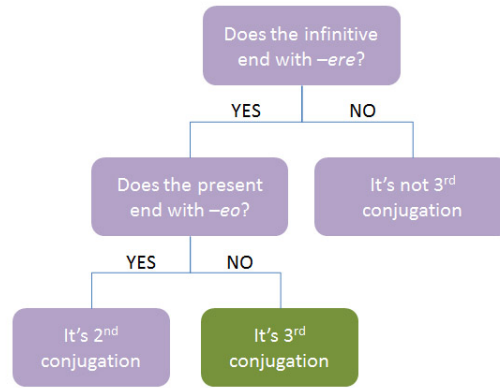 Does the infinitive
end with –ere?
YES
NO
Does the present
end with –eo?
It's not 3rd
conjugation
YES
NO
It's 2nd
conjugation
It's 3rd
conjugation